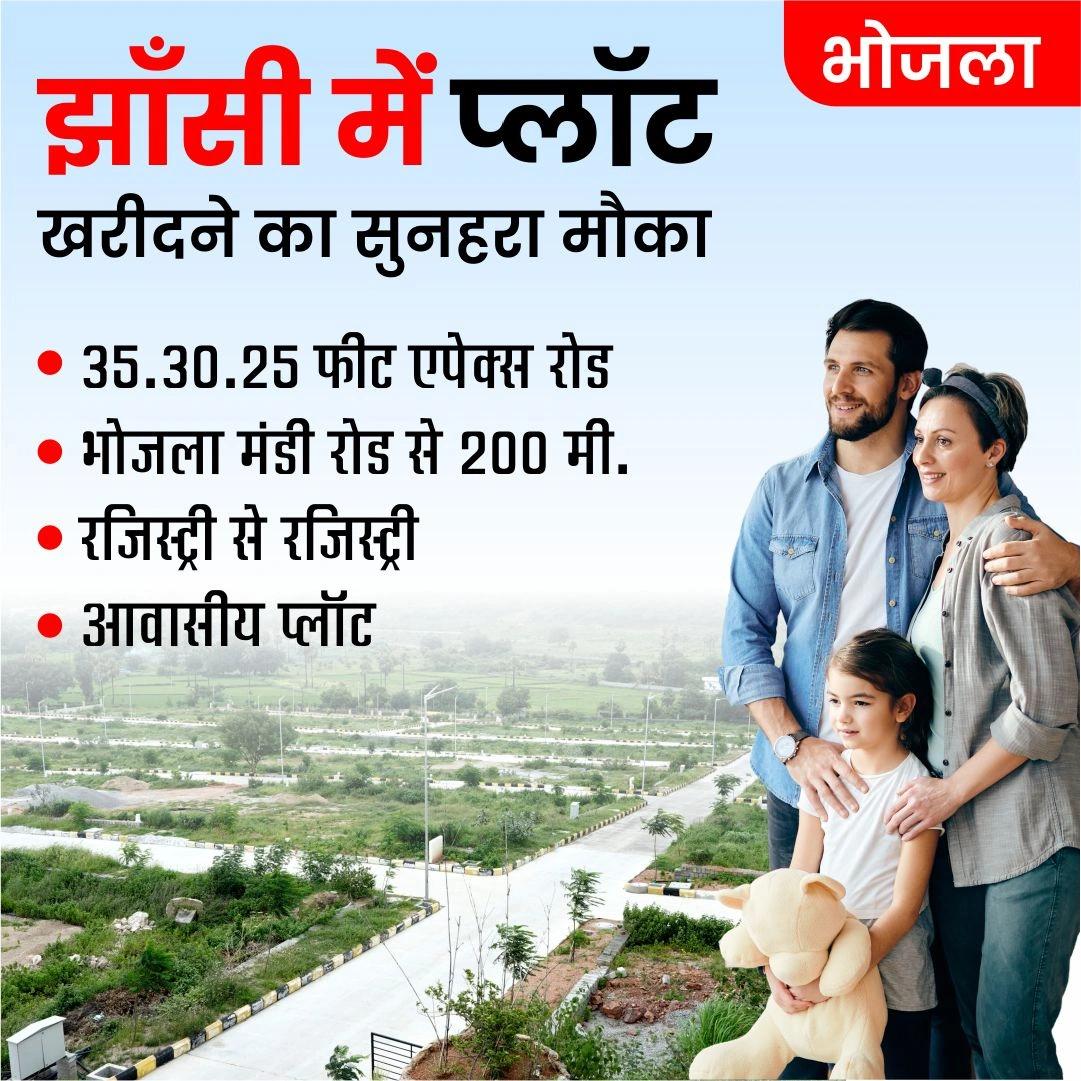 भोजला
झाँसी में प्लॉट
खरीदने का सुनहरा मौका
• 35.30.25 फीट एपेक्स रोड
• भोजला मंडी रोड से 200 मी.
• रजिस्ट्री से रजिस्ट्री
• आवासीय प्लॉट